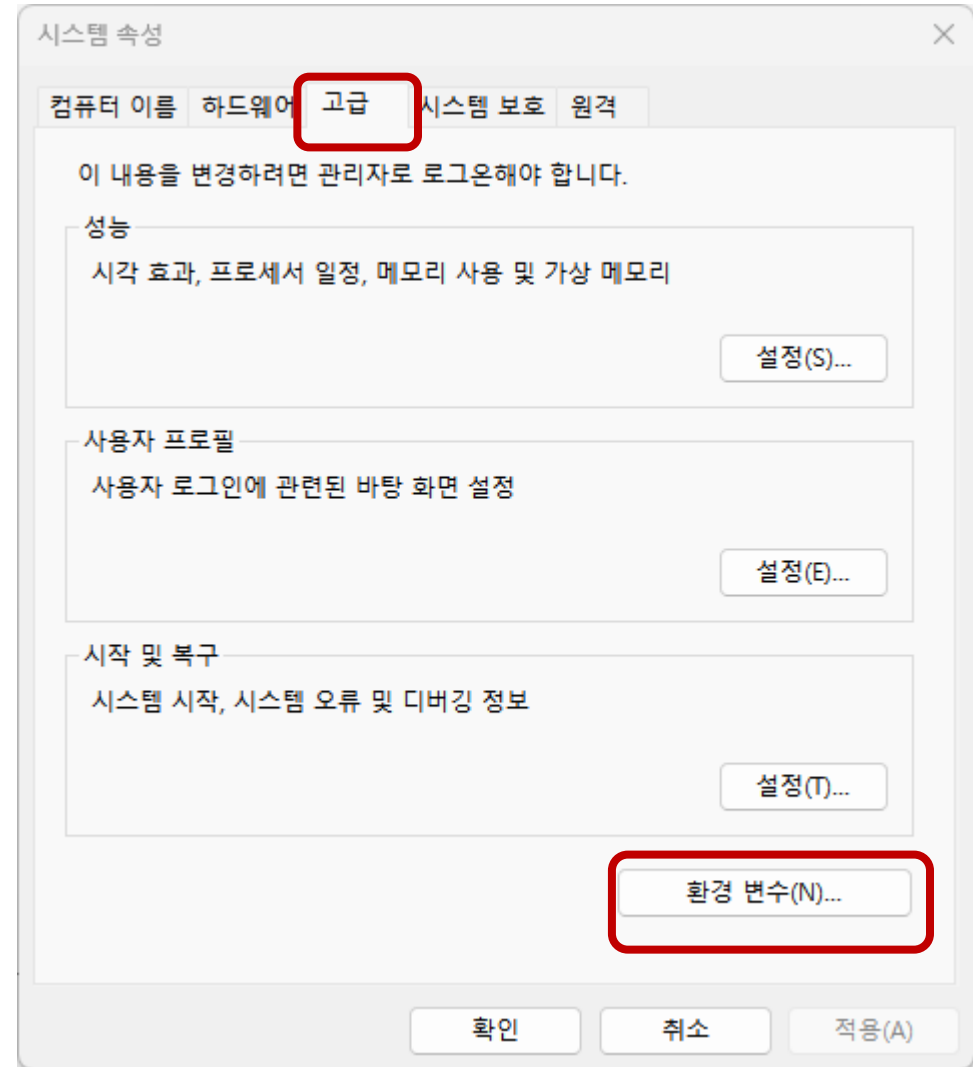 시스템 속성
컴퓨터 이름 하드웨어 고급 시스템 보호 원격
이 내용을 변경하려면 관리자로 로그온해야 합니다.
성능
시각 효과, 프로세서 일정, 메모리 사용 및 가상 메모리
설정(S)...
사용자 프로필
사용자 로그인에 관련된 바탕 화면 설정
설정(E)...
시작 및 복구
시스템 시작, 시스템 오류 및 디버깅 정보
설정(T)...
환경 변수(N)...
확인 취소 적용(A)